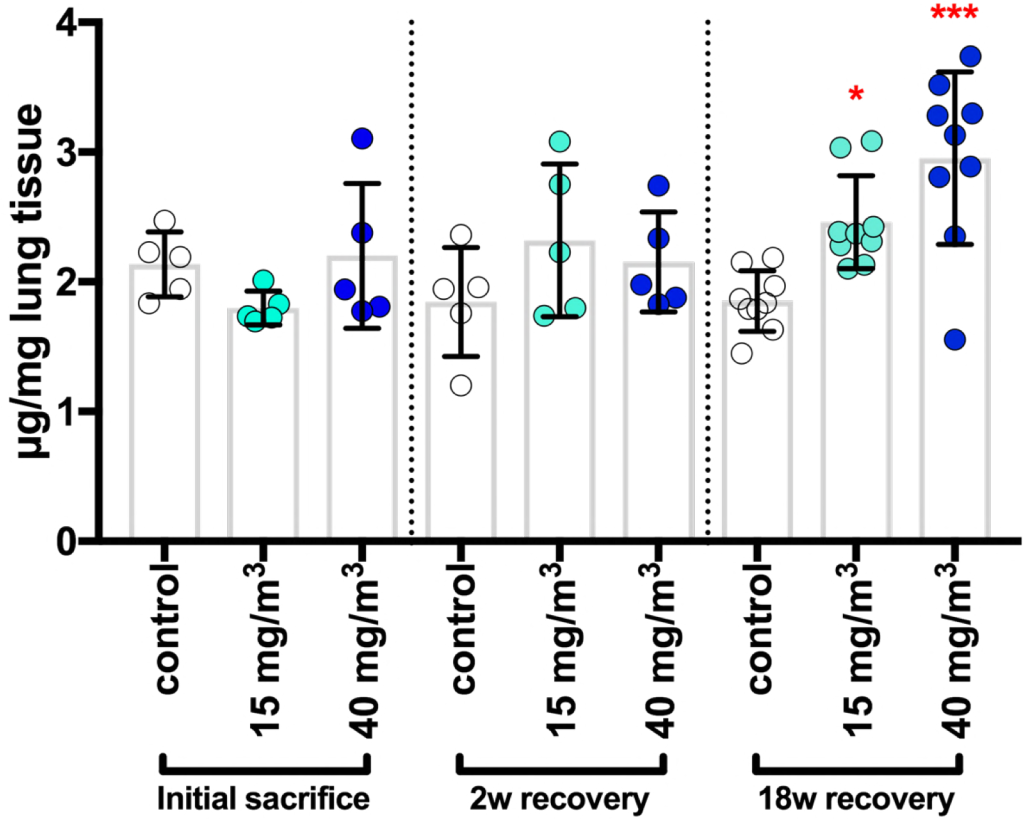 μg/mg lung tissue
4
3
2
1
0
*
***
control
15 mg/m³
40 mg/m³
control
15 mg/m³
40 mg/m³
control
15 mg/m³
40 mg/m³
Initial sacrifice
2w recovery
18w recovery